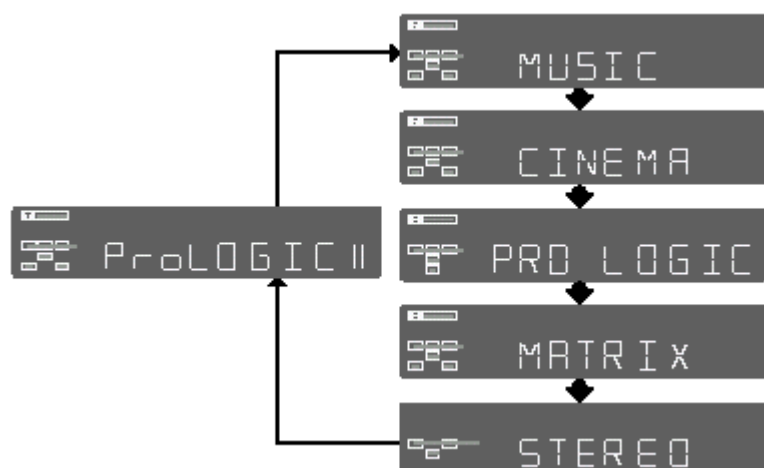 MUSIC
CINEMA
ProLOGIC II
PRO LOGIC
MATRIX
STEREO